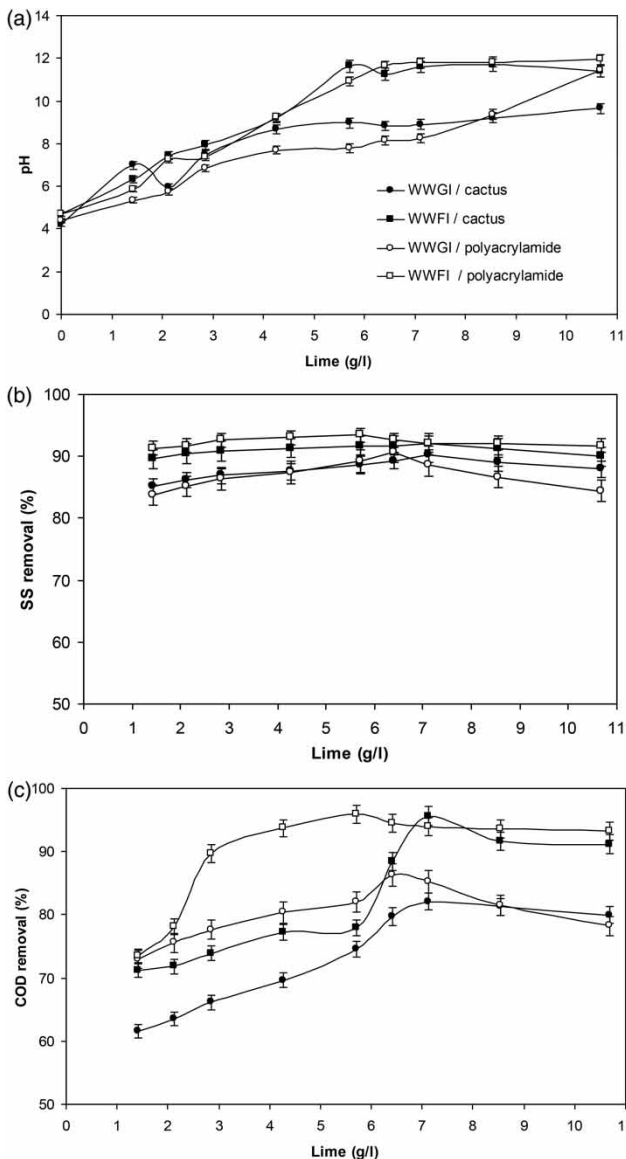 (a)
14
12
10
8
6
4
2
0
pH
WWGI / cactus
WWFI / cactus
WWGI / polyacrylamide
WWFI / polyacrylamide
0 1 2 3 4 5 6 7 8 9 10 11
Lime (g/l)
(b)
100
90
80
70
60
50
SS removal (%)
0 1 2 3 4 5 6 7 8 9 10 11
Lime (g/l)
(c)
100
90
80
70
60
50
COD removal (%)
0 1 2 3 4 5 6 7 8 9 10 11
Lime (g/l)